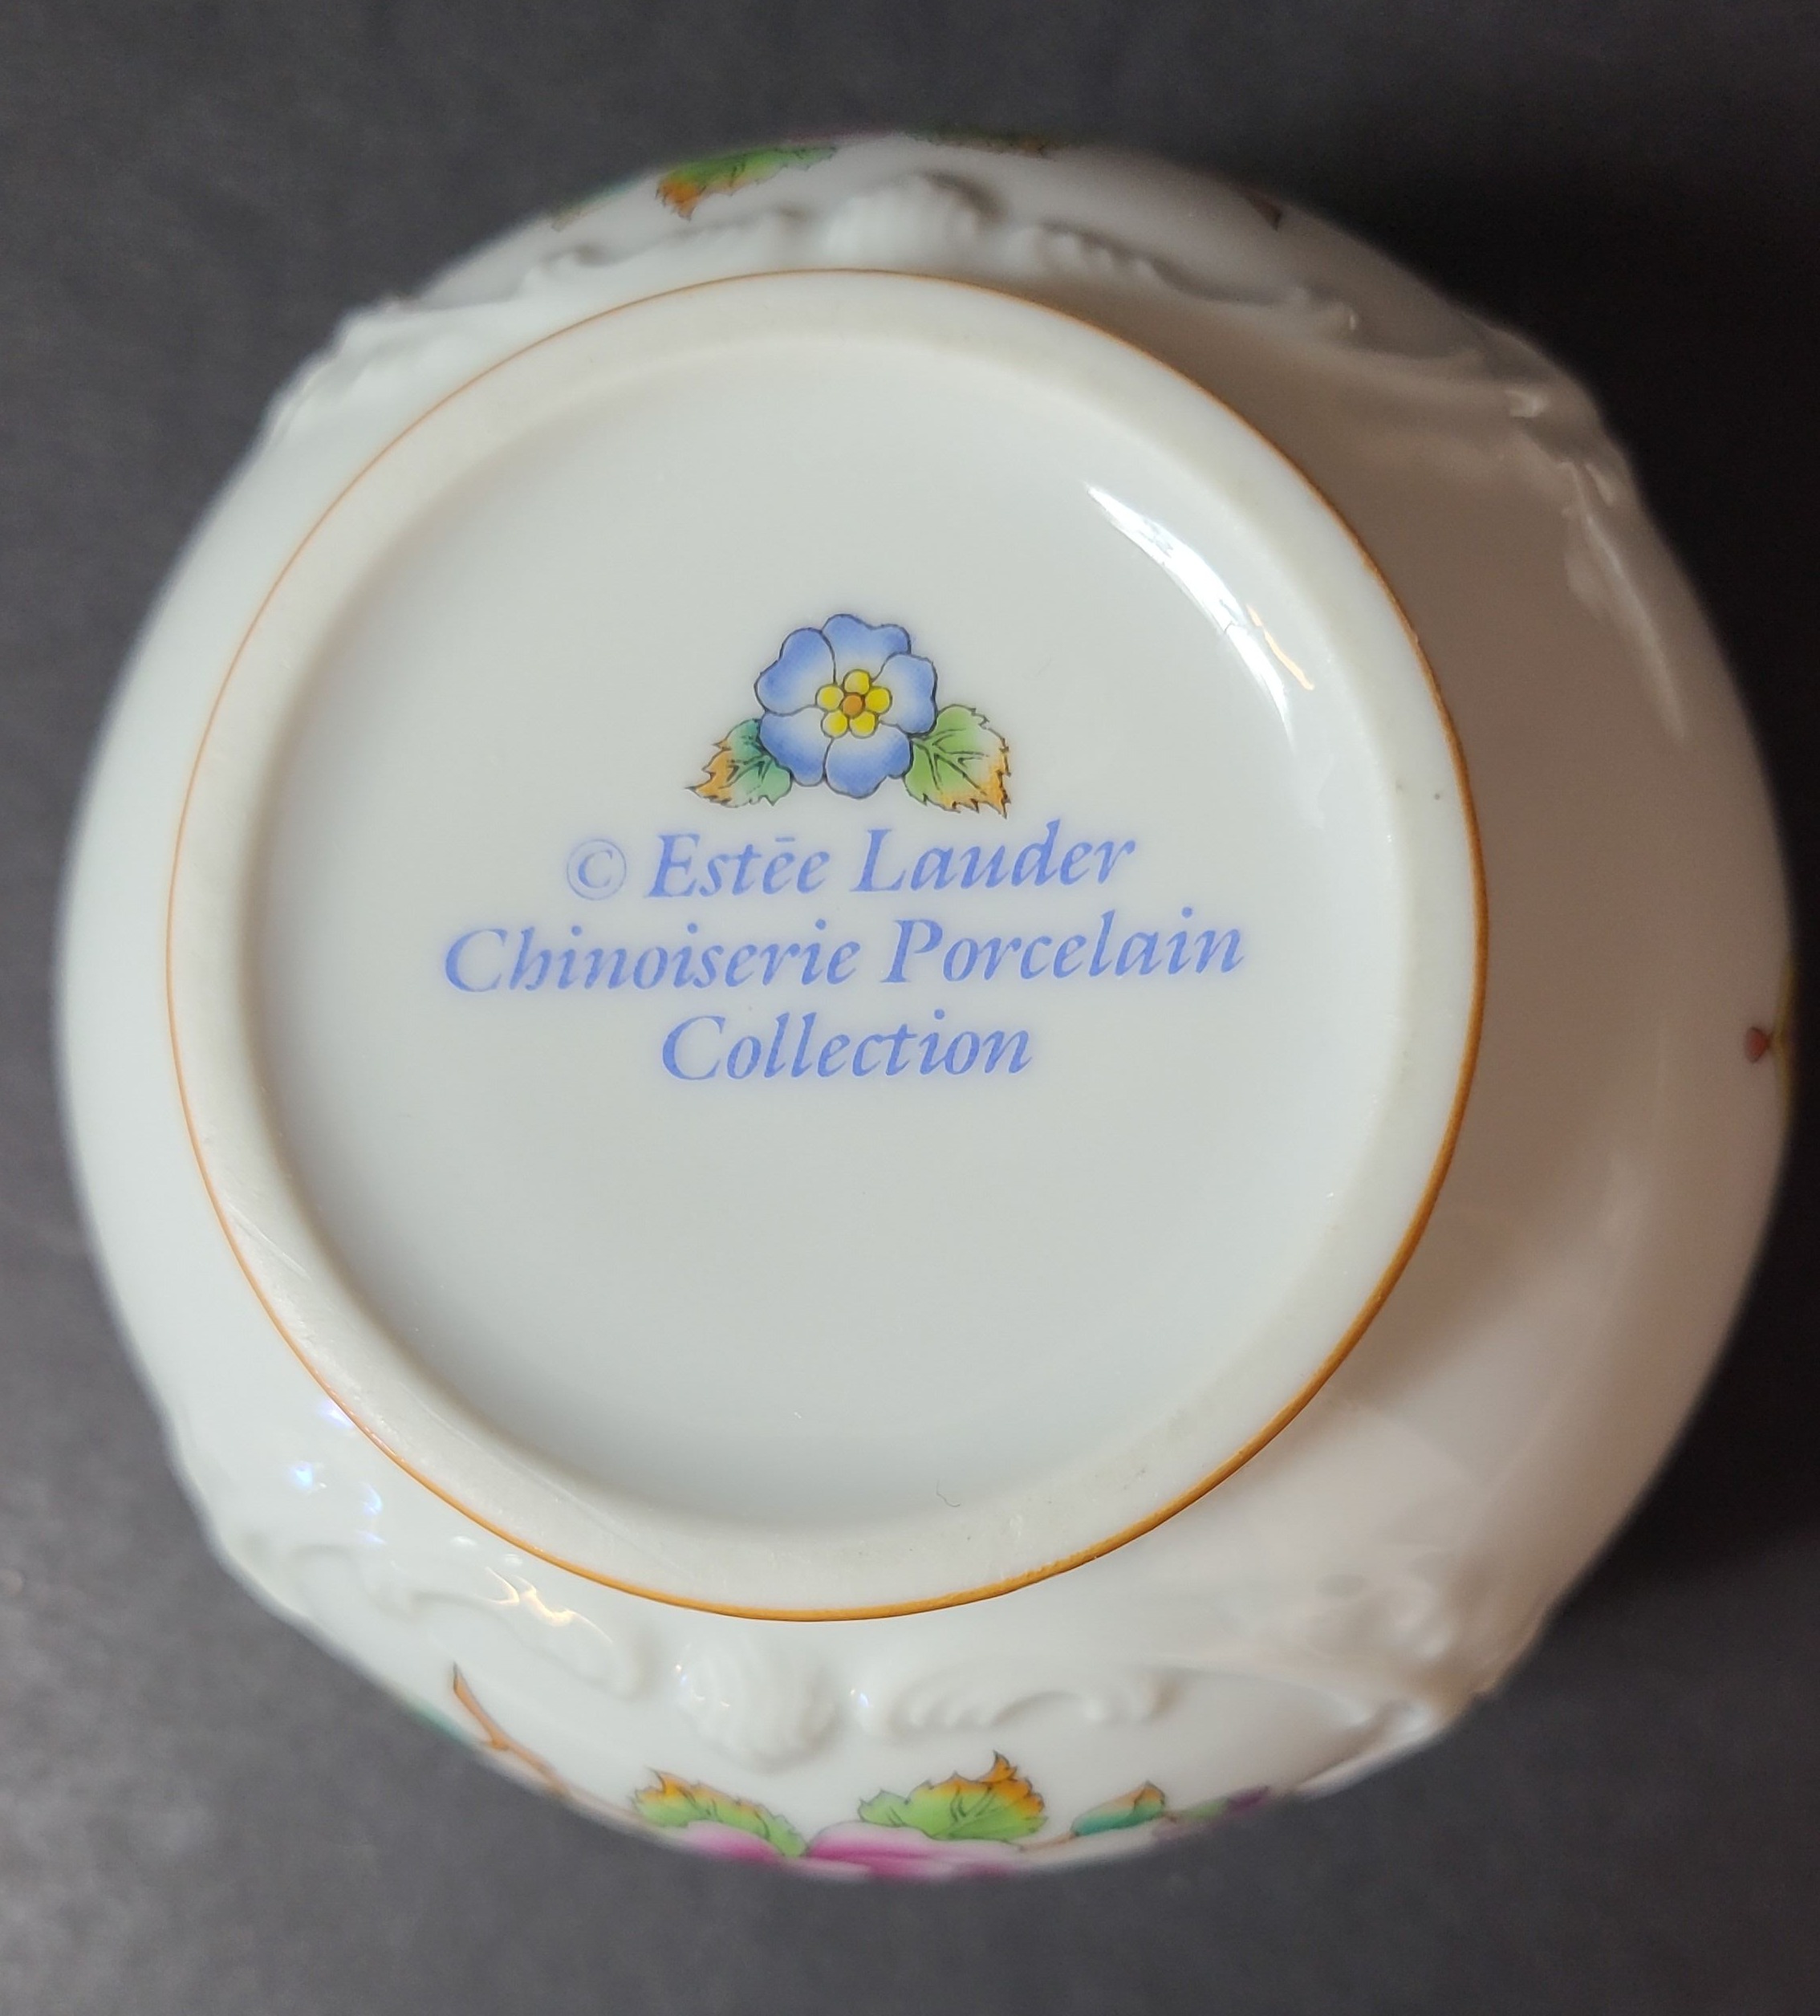 © Estēe Lauder
Chinoiserie Porcelain
Collection